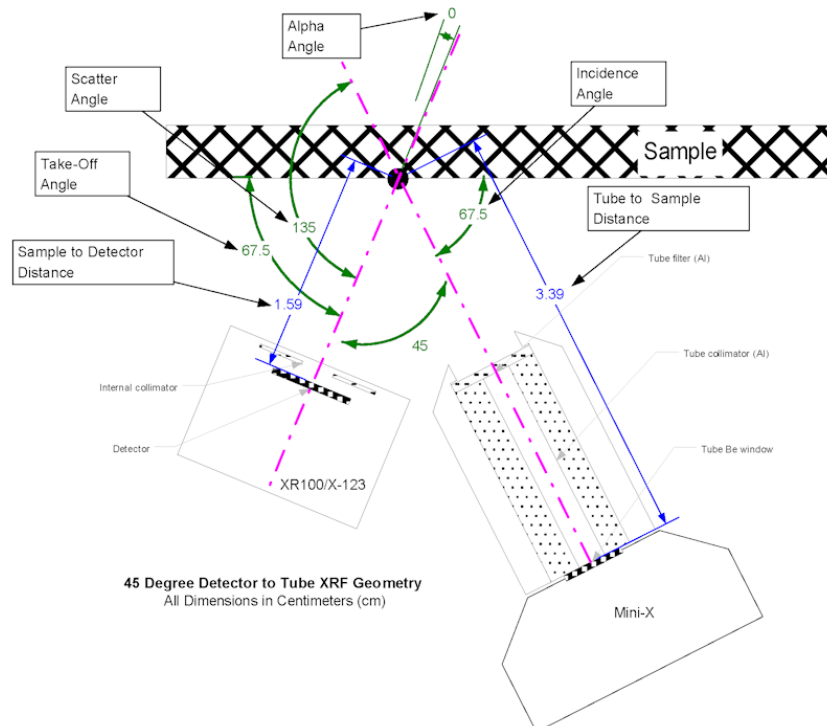 0
Alpha
Angle
Scatter
Angle
Incidence
Angle
Sample
Take-Off
Angle
67.5
Tube to Sample
Distance
135
Sample to Detector
Distance
67.5
Tube filter (Al)
1.59
3.39
45
Tube collimator (Al)
Internal collimator
Detector
Tube Be window
XR100/X-123
45 Degree Detector to Tube XRF Geometry
All Dimensions in Centimeters (cm)
Mini-X